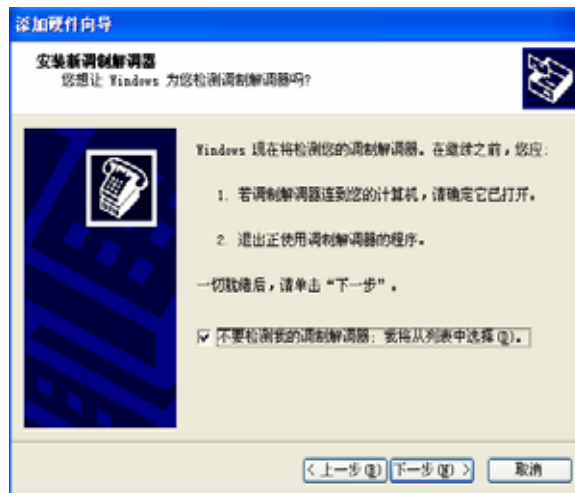 添加硬件向导
安装新调制解调器
您想让 Windows 为您检测调制解调器吗?
Windows 现在将检测您的调制解调器。在继续之前，您应:
1. 若调制解调器连到您的计算机，请确定它已打开。
2. 退出正使用调制解调器的程序。
一切就绪后，请单击“下一步”。
不要检测我的调制解调器；我将从列表中选择(D)。
< 上一步(B) 下一步(N) > 取消